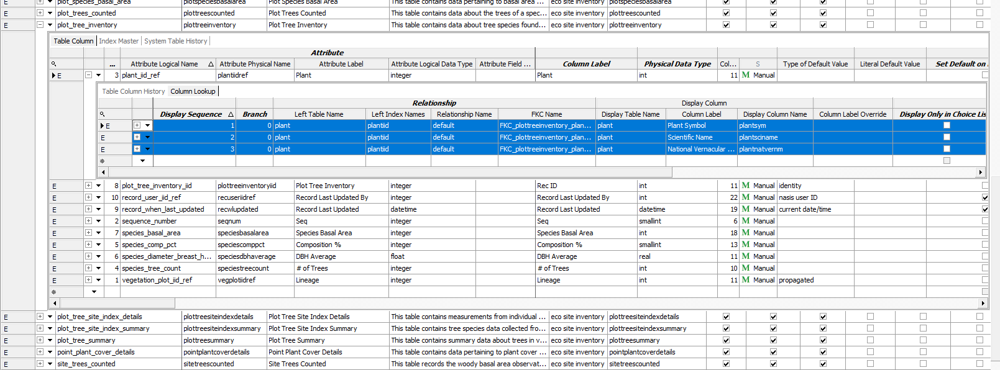 E plot_species_basal_area plotspeciesbasalarea Plot Species Basal Area This table contains data pertaining to basal area ... eco site inventory plotspeciesbasalarea
E plot_trees_counted plottreescounted Plot Trees Counted This table contains data about the trees of a spec... eco site inventory plottreescounted
E plot_tree_inventory plottreeinventory Plot Tree Inventory This table contains data about tree species found... eco site inventory plottreeinventory
Table Column Index Master System Table History
Attribute
... Attribute Logical Name Attribute Physical Name Attribute Label Attribute Logical Data Type Attribute Field ... Column Label Physical Data Type Col... S Type of Default Value Literal Default Value Set Default on
E 3 plant_iid_ref plantiidref Plant integer Plant int 11 M Manual
Table Column History Column Lookup
Relationship Display Column
Display Sequence Branch Left Table Name Left Index Names Relationship Name FKC Name Display Table Name Column Label Display Column Name Column Label Override Display Only in Choice Lis
E 1 0 plant plantiid default FKC_plottreeinventory_plan... plant Plant Symbol plantsym
E 2 0 plant plantiid default FKC_plottreeinventory_plan... plant Scientific Name plantsciname
E 3 0 plant plantiid default FKC_plottreeinventory_plan... plant National Vernacular ... plantnatvernm
E 8 plot_tree_inventory_iid plottreeinventoryiid Plot Tree Inventory integer Rec ID int 11 M Manual identity
E 10 record_user_iid_ref recuseriidref Record Last Updated By integer Record Last Updated By int 22 M Manual nasis user ID
E 9 record_when_last_updated recwlupdated Record Last Updated datetime Record Last Updated datetime 19 M Manual current date/time
E 2 sequence_number seqnum Seq integer Seq smallint 6 M Manual
E 7 species_basal_area speciesbasalarea Species Basal Area integer Species Basal Area int 18 M Manual
E 5 species_comp_pct speciescomppct Composition % integer Composition % smallint 13 M Manual
E 6 species_diameter_breast_h... speciesdbhaverage DBH Average float DBH Average real 11 M Manual
E 4 species_tree_count speciestreecount # of Trees integer # of Trees int 10 M Manual
E 1 vegetation_plot_iid_ref vegplotiidref Lineage integer Lineage int 11 M Manual propagated
E plot_tree_site_index_details plottreesiteindexdetails Plot Tree Site Index Details This table contains measurements from individual ... eco site inventory plottreesiteindexdetails
E plot_tree_site_index_summary plottreesiteindexsummary Plot Tree Site Index Summary This table contains tree species data collected fro... eco site inventory plottreesiteindexsummary
E plot_tree_summary plottreesummary Plot Tree Summary This table contains summary data about trees in v... eco site inventory plottreesummary
E point_plant_cover_details pointplantcoverdetails Point Plant Cover Details This table contains data pertaining to plant cover ... eco site inventory pointplantcoverdetails
E site_trees_counted sitetreescounted Site Trees Counted This table records the woody basal area observat... eco site inventory sitetreescounted